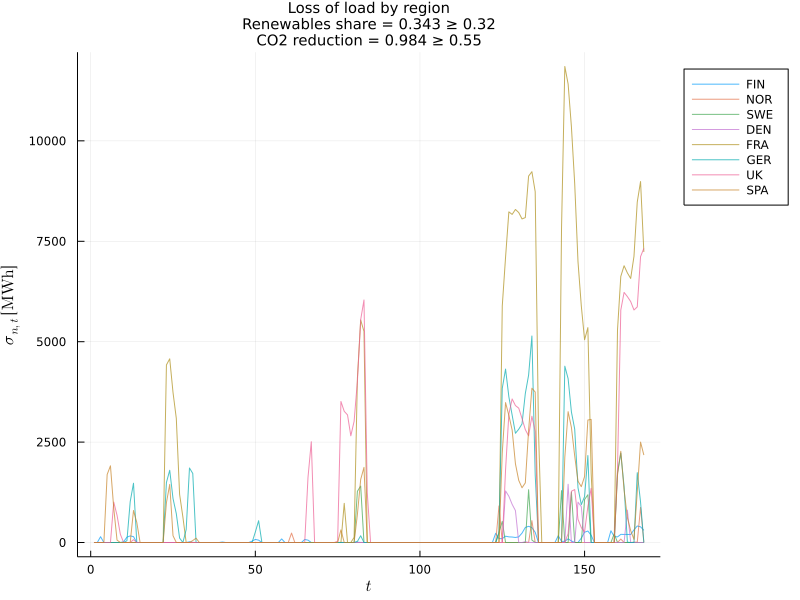 Loss of load by region
Renewables share = 0.343 ≥ 0.32
CO2 reduction = 0.984 ≥ 0.55
FIN
NOR
SWE
DEN
FRA
GER
UK
SPA
10000
7500
5000
2500
0
σn,t [MWh]
0 50 100 150
t